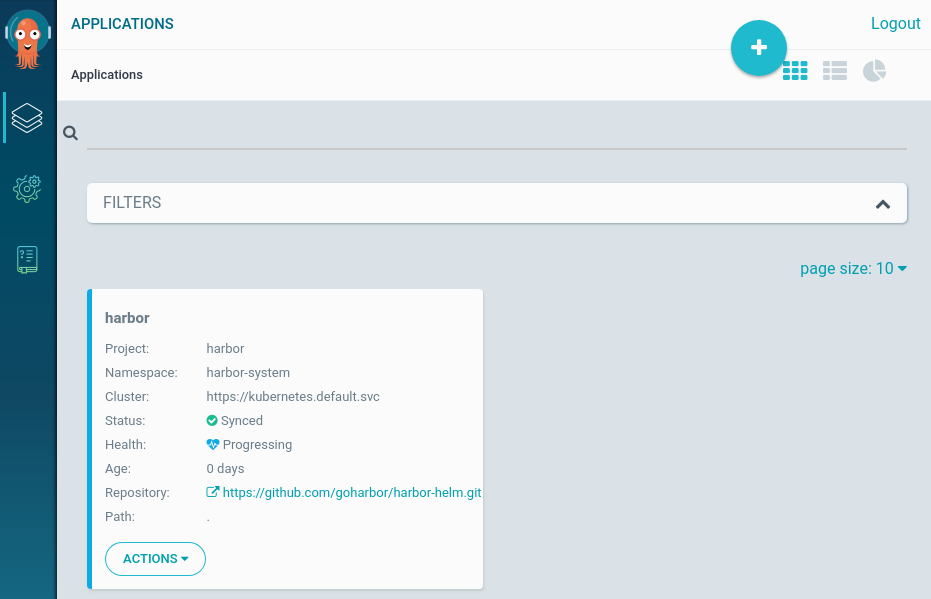 APPLICATIONS
Logout
Applications
FILTERS
page size: 10
harbor
Project: harbor
Namespace: harbor-system
Cluster: https://kubernetes.default.svc
Status: Synced
Health: Progressing
Age: 0 days
Repository: https://github.com/goharbor/harbor-helm.git
Path: .
ACTIONS